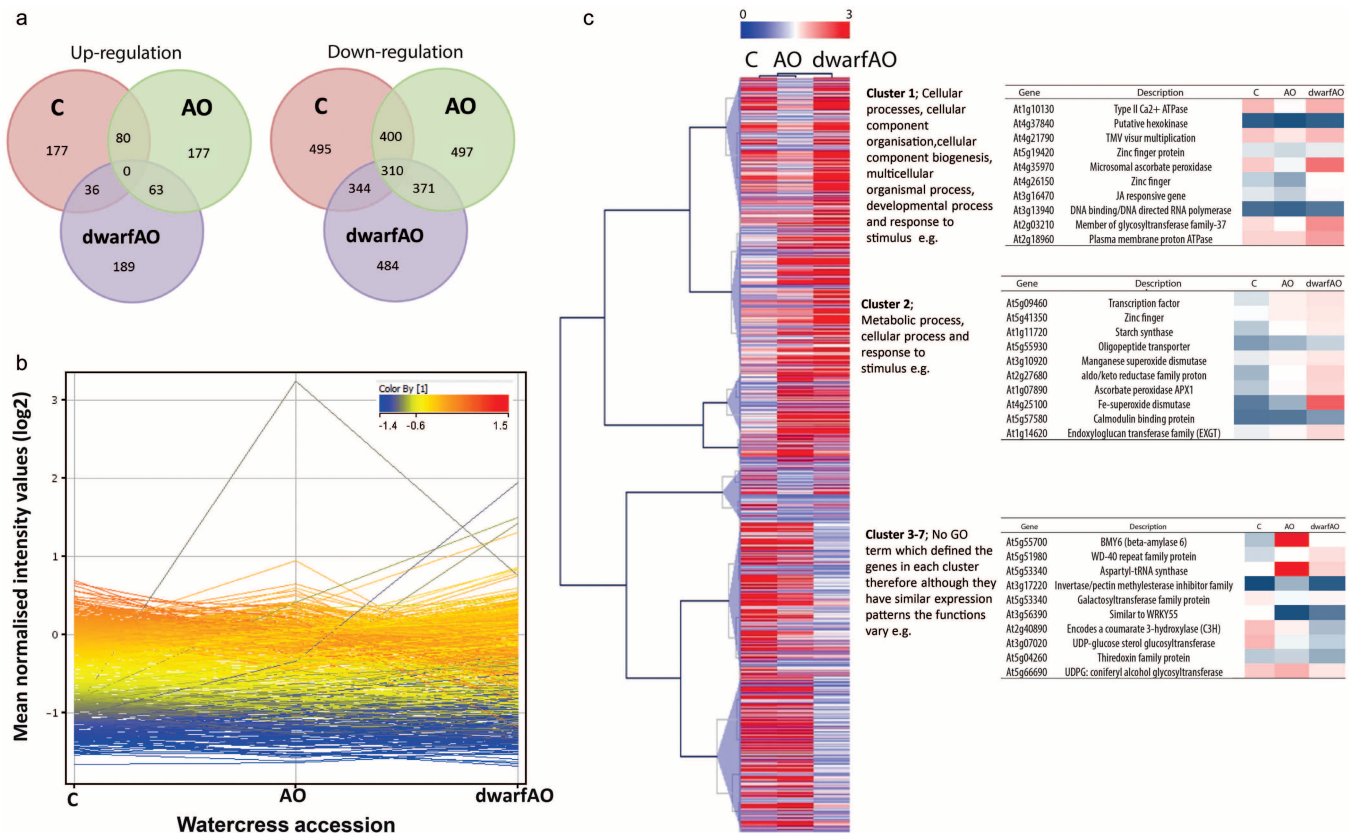 a
Up-regulation
C
AO
177
80
177
0
36
63
dwarfAO
189
Down-regulation
C
AO
495
400
497
310
344
371
dwarfAO
484
b
Color By [1]
-1.4 -0.6 1.5
3
2
1
0
-1
Mean normalised intensity values (log2)
C AO dwarfAO
Watercress accession
c
0 3
C AO dwarfAO
Cluster 1; Cellular
processes, cellular
component
organisation,cellular
component biogenesis,
multicellular
organismal process,
developmental process
and response to
stimulus e.g.
Gene Description C AO dwarfAO
At1g10130 Type II Ca2+ ATPase
At4g37840 Putative hexokinase
At4g21790 TMV visur multiplication
At5g19420 Zinc finger protein
At4g35970 Microsomal ascorbate peroxidase
At4g26150 Zinc finger
At3g16470 JA responsive gene
At3g13940 DNA binding/DNA directed RNA polymerase
At2g03210 Member of glycosyltransferase family-37
At2g18960 Plasma membrane proton ATPase
Cluster 2;
Metabolic process,
cellular process and
response to
stimulus e.g.
Gene Description C AO dwarfAO
At5g09460 Transcription factor
At5g41350 Zinc finger
At1g11720 Starch synthase
At5g55930 Oligopeptide transporter
At3g10920 Manganese superoxide dismutase
At2g27680 aldo/keto reductase family proton
At1g07890 Ascorbate peroxidase APX1
At4g25100 Fe-superoxide dismutase
At5g57580 Calmodulin binding protein
At1g14620 Endoxyloglucan transferase family (EXGT)
Cluster 3-7; No GO
term which defined the
genes in each cluster
therefore although they
have similar expression
patterns the functions
vary e.g.
Gene Description C AO dwarfAO
At5g55700 BMY6 (beta-amylase 6)
At5g51980 WD-40 repeat family protein
At5g53340 Aspartyl-tRNA synthase
At3g17220 Invertase/pectin methylesterase inhibitor family
At5g53340 Galactosyltransferase family protein
At3g56390 Similar to WRKY55
At2g40890 Encodes a coumarate 3-hydroxylase (C3H)
At3g07020 UDP-glucose sterol glucosyltransferase
At5g04260 Thiredoxin family protein
At5g66690 UDPG: coniferyl alcohol glycosyltransferase